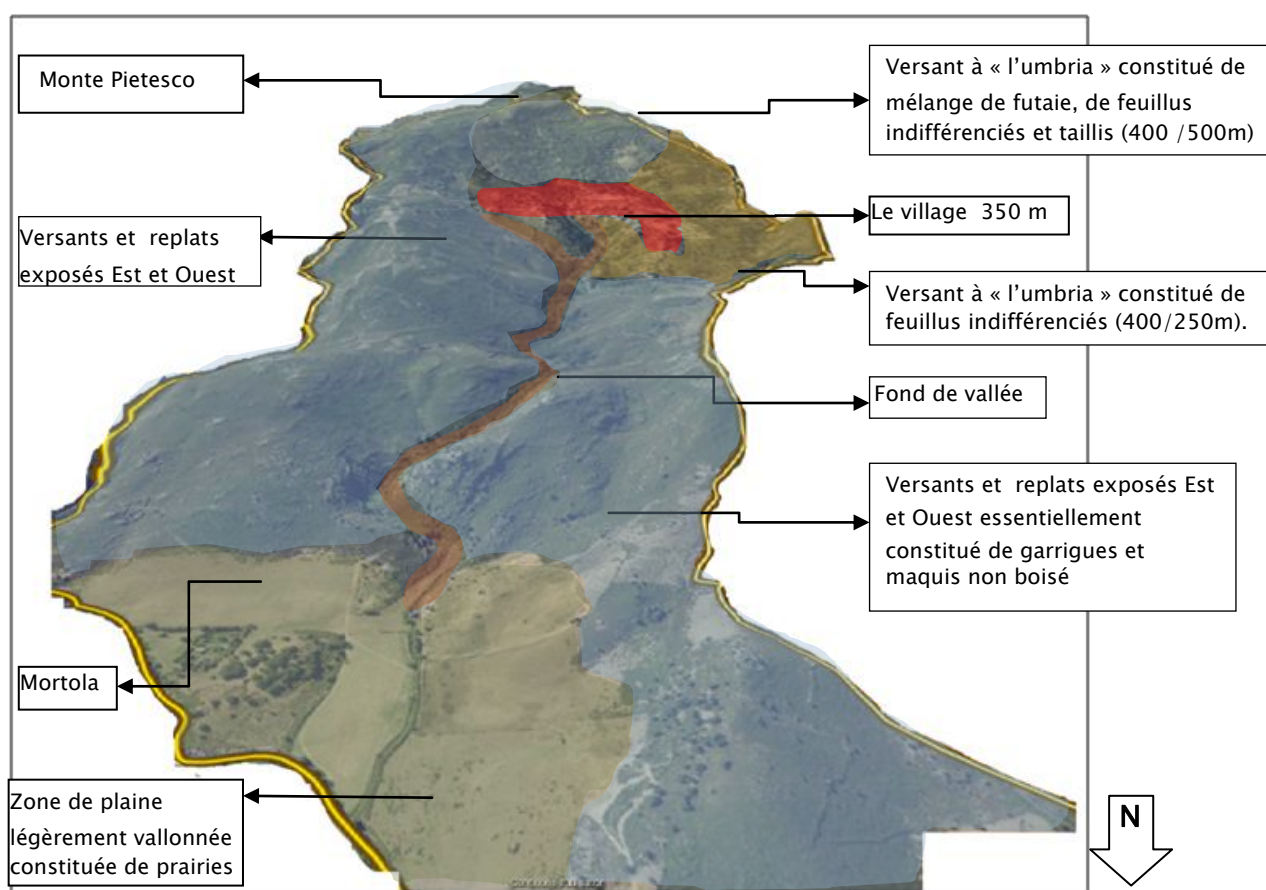 Monte Pietesco
Versant à « l’umbria » constitué de
mélange de futaie, de feuillus
indifférenciés et taillis (400 /500m)
Le village 350 m
Versants et replats
exposés Est et Ouest
Versant à « l’umbria » constitué de
feuillus indifférenciés (400/250m).
Fond de vallée
Versants et replats exposés Est
et Ouest essentiellement
constitué de garrigues et
maquis non boisé
Mortola
Zone de plaine
légèrement vallonnée
constituée de prairies
N